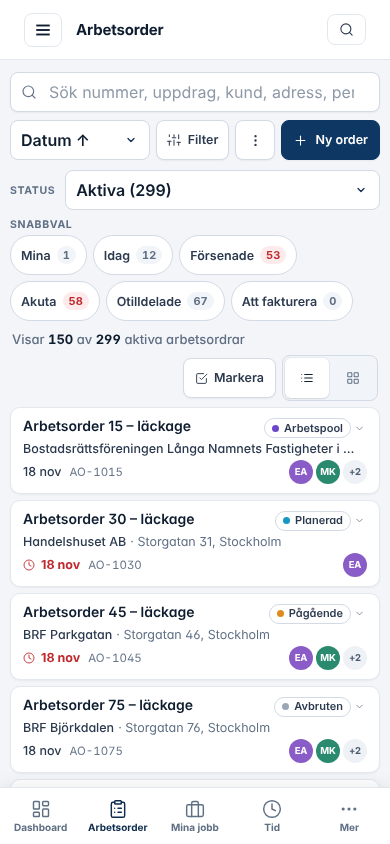 Arbetsorder
Sök nummer, uppdrag, kund, adress, per
Datum ↑
Filter
Ny order
STATUS
Aktiva (299)
SNABBVAL
Mina 1
Idag 12
Försenade 53
Akuta 58
Otilldelade 67
Att fakturera 0
Visar 150 av 299 aktiva arbetsordrar
Markera
Arbetsorder 15 – läckage
Arbetspool
Bostadsrättsföreningen Långa Namnets Fastigheter i ...
18 nov AO-1015
EA MK +2
Arbetsorder 30 – läckage
Planerad
Handelshuset AB · Storgatan 31, Stockholm
18 nov AO-1030
EA
Arbetsorder 45 – läckage
Pågående
BRF Parkgatan · Storgatan 46, Stockholm
18 nov AO-1045
EA MK +2
Arbetsorder 75 – läckage
Avbruten
BRF Björkdalen · Storgatan 76, Stockholm
18 nov AO-1075
EA MK +2
Dashboard
Arbetsorder
Mina jobb
Tid
Mer